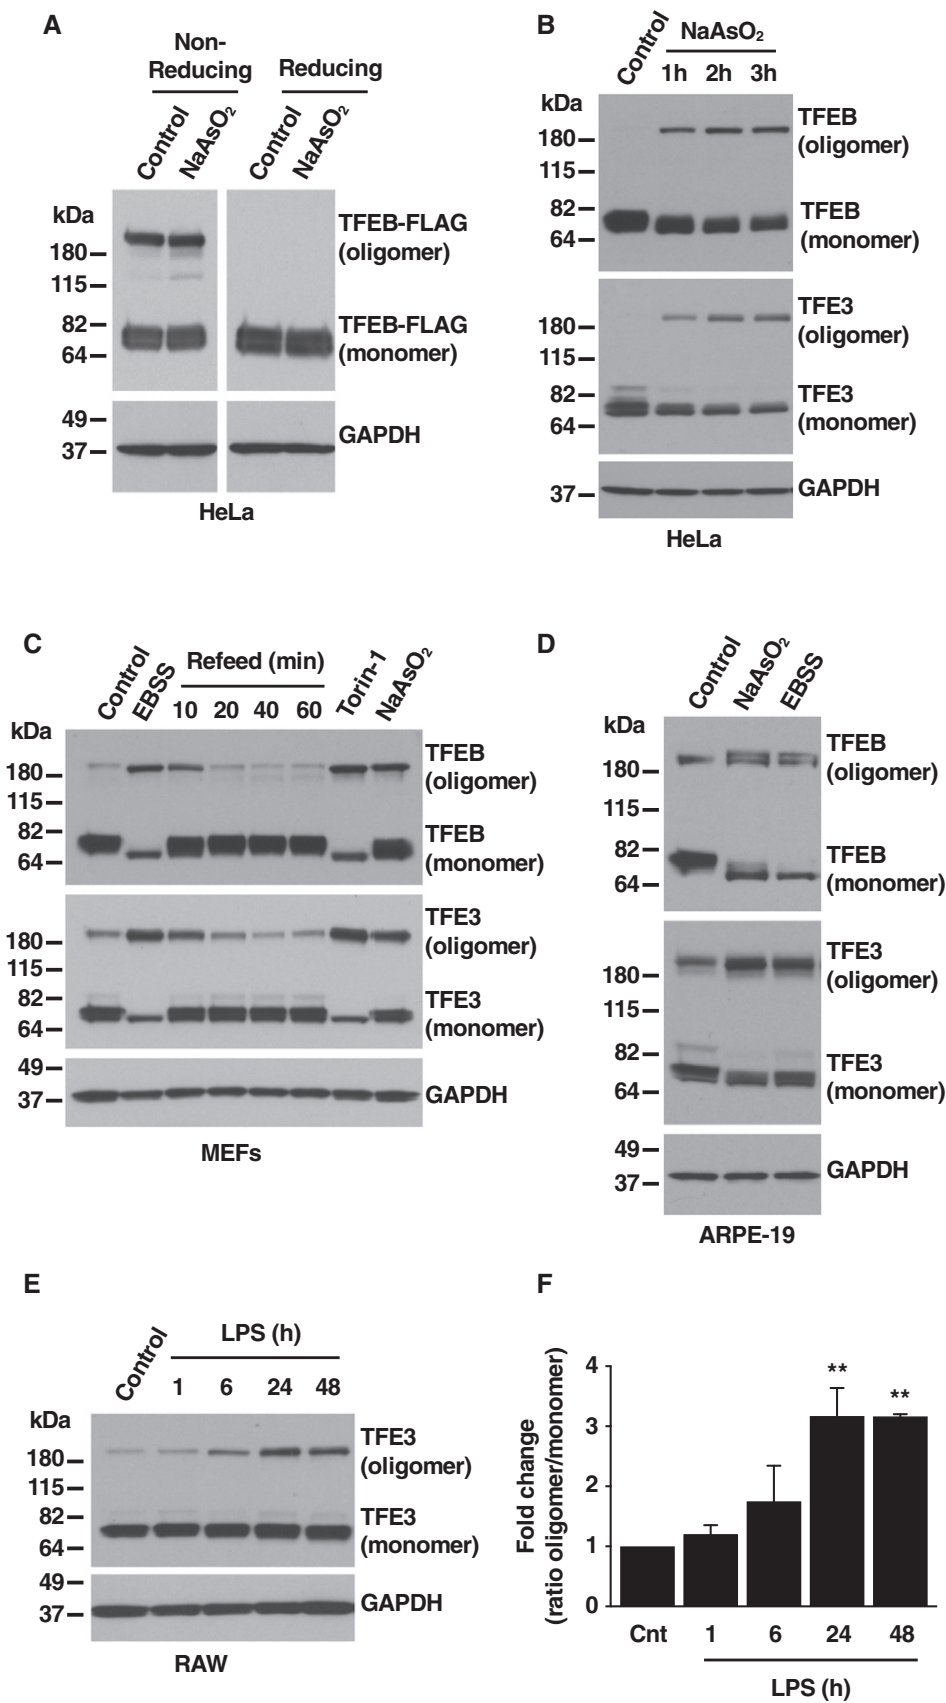 A
Non-
Reducing
Reducing
Control
NaAsO2
Control
NaAsO2
kDa
180
115
82
64
49
37
TFEB-FLAG
(oligomer)
TFEB-FLAG
(monomer)
GAPDH
HeLa
B
Control
NaAsO2
1h 2h 3h
kDa
180
115
82
64
TFEB
(oligomer)
TFEB
(monomer)
180
115
82
64
TFE3
(oligomer)
TFE3
(monomer)
37
GAPDH
HeLa
C
Control
EBSS
Refeed (min)
10 20 40 60
Torin-1
NaAsO2
kDa
180
115
82
64
TFEB
(oligomer)
TFEB
(monomer)
180
115
82
64
TFE3
(oligomer)
TFE3
(monomer)
49
37
GAPDH
MEFs
D
Control
NaAsO2
EBSS
kDa
180
115
82
64
TFEB
(oligomer)
TFEB
(monomer)
180
115
82
64
TFE3
(oligomer)
TFE3
(monomer)
49
37
GAPDH
ARPE-19
E
Control
LPS (h)
1 6 24 48
kDa
180
115
82
64
TFE3
(oligomer)
TFE3
(monomer)
49
37
GAPDH
RAW
F
Fold change
(ratio oligomer/monomer)
4
3
2
1
0
**
**
Cnt 1 6 24 48
LPS (h)